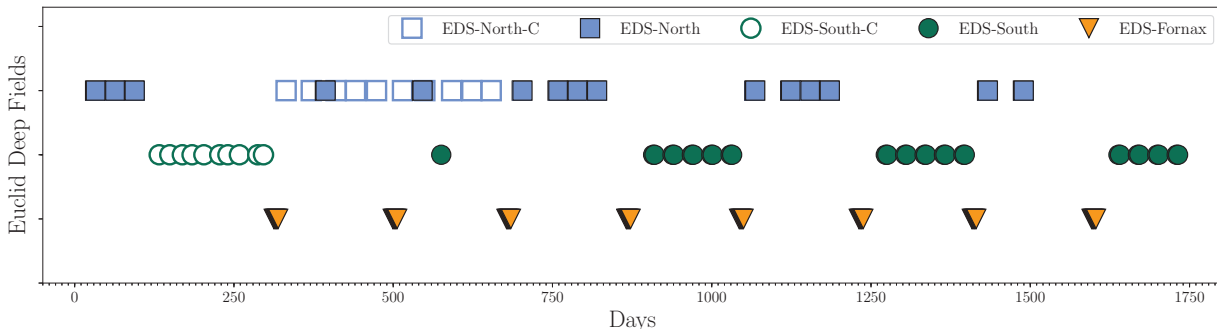 EDS-North-C EDS-North EDS-South-C EDS-South EDS-Fornax
Euclid Deep Fields
0 250 500 750 1000 1250 1500 1750
Days